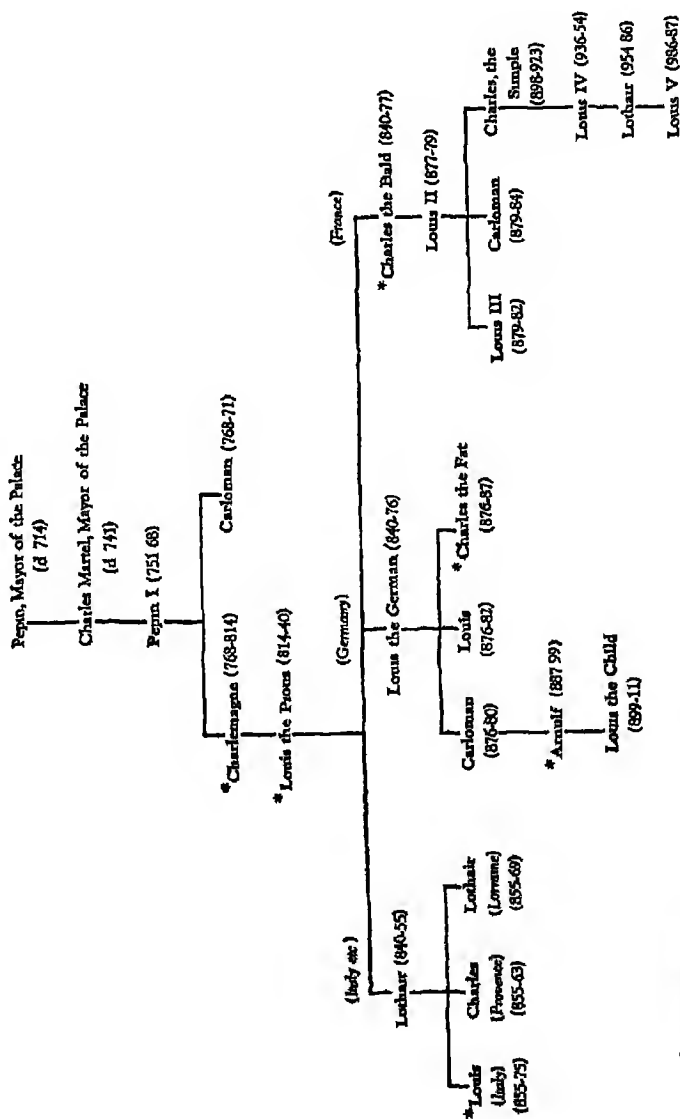 Pepin, Mayor of the Palace
(d 714)
Charles Martel, Mayor of the Palace
(d 741)
Pepin I (751 68)
*Charlemagne (768-814)
Carloman (768-71)
*Louis the Pious (814-40)
(Italy etc)
(Germany)
(France)
Lothair (840-55)
Louis the German (840-76)
*Charles the Bald (840-77)
Louis II (877-79)
*Louis
(Italy)
(855-75)
Charles
(Provence)
(855-63)
Lothair
(Lorraine)
(855-69)
Carloman
(876-80)
Louis
(876-82)
*Charles the Fat
(876-87)
Louis III
(879-82)
Carloman
(879-84)
Charles, the
Simple
(898-923)
*Arnulf (887 99)
Louis the Child
(899-11)
Louis IV (936-54)
Lothair (954 86)
Louis V (986-87)